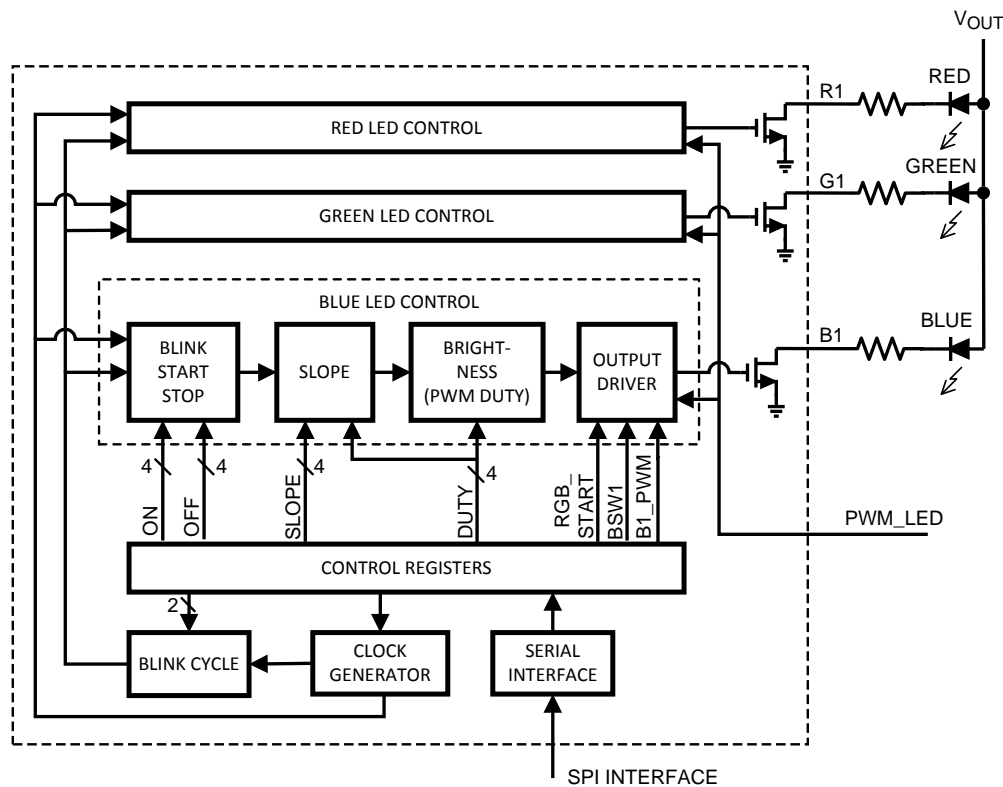 VOUT
RED
R1
RED LED CONTROL
GREEN
G1
GREEN LED CONTROL
BLUE LED CONTROL
BLUE
B1
BLINK
START
STOP
SLOPE
BRIGHT-
NESS
(PWM DUTY)
OUTPUT
DRIVER
4
4
4
4
ON
OFF
SLOPE
DUTY
RGB_
START
BSW1
B1_PWM
PWM_LED
CONTROL REGISTERS
2
BLINK CYCLE
CLOCK
GENERATOR
SERIAL
INTERFACE
SPI INTERFACE